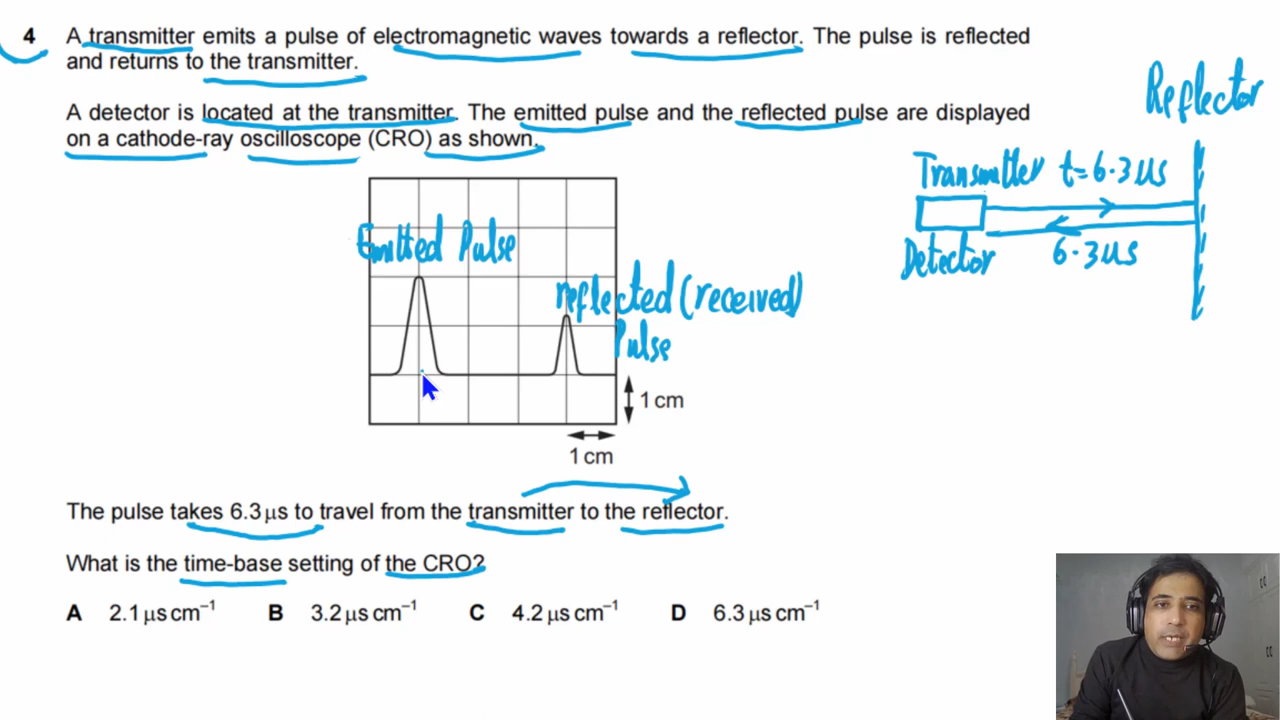 4 A transmitter emits a pulse of electromagnetic waves towards a reflector. The pulse is reflected
and returns to the transmitter.
Reflector
A detector is located at the transmitter. The emitted pulse and the reflected pulse are displayed
on a cathode-ray oscilloscope (CRO) as shown.
Transmitter t=6.3 μs
Detector 6.3 μs
Emitted Pulse
reflected (received)
Pulse
1 cm
1 cm
The pulse takes 6.3 μs to travel from the transmitter to the reflector.
What is the time-base setting of the CRO?
A 2.1 μs cm⁻¹ B 3.2 μs cm⁻¹ C 4.2 μs cm⁻¹ D 6.3 μs cm⁻¹